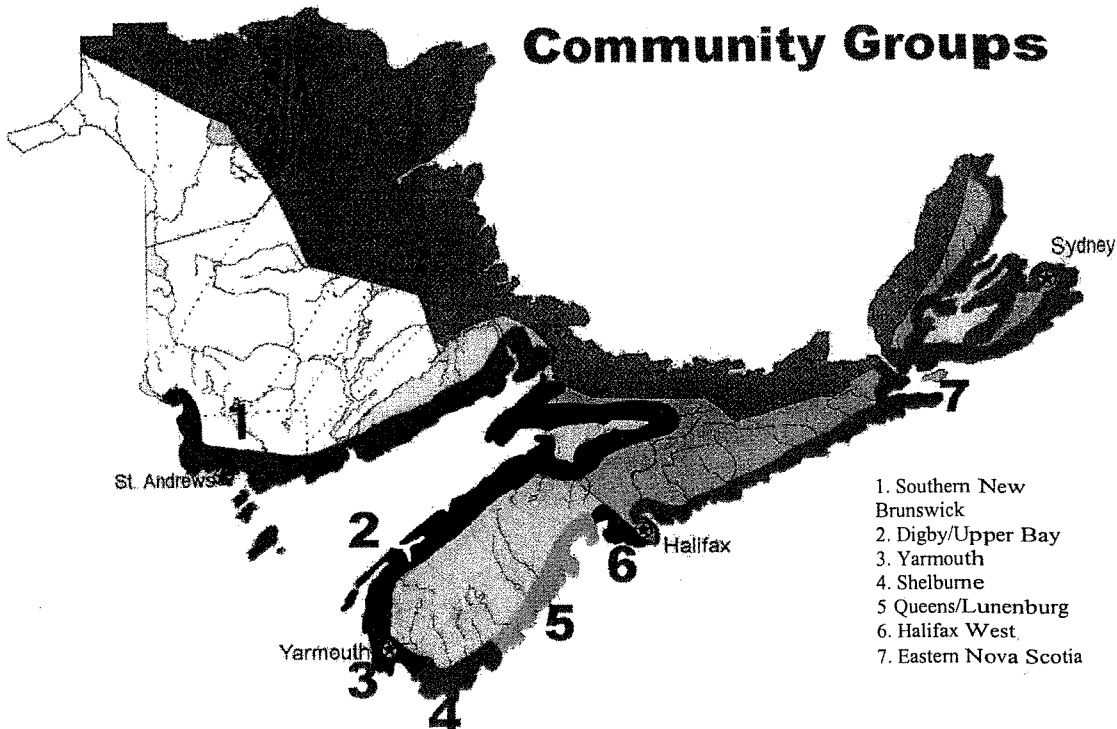 Community Groups
Sydney
1
7
St. Andrews
1. Southern New
Brunswick
2
2. Digby/Upper Bay
6
Halifax
3. Yarmouth
4. Shelburne
5
5 Queens/Lunenburg
6. Halifax West
Yarmouth
7. Eastern Nova Scotia
3
4